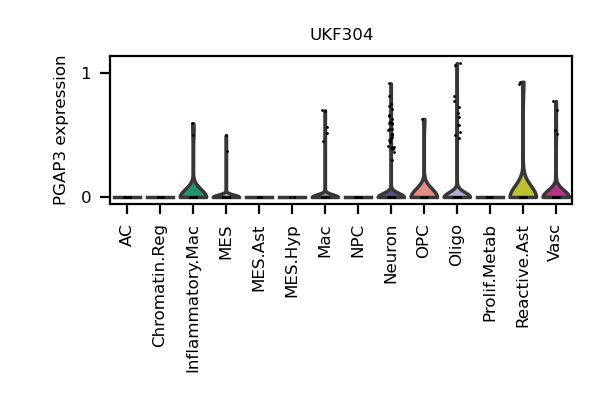 UKF304
PGAP3 expression
1
0
AC
Chromatin.Reg
Inflammatory.Mac
MES
MES.Ast
MES.Hyp
Mac
NPC
Neuron
OPC
Oligo
Prolif.Metab
Reactive.Ast
Vasc